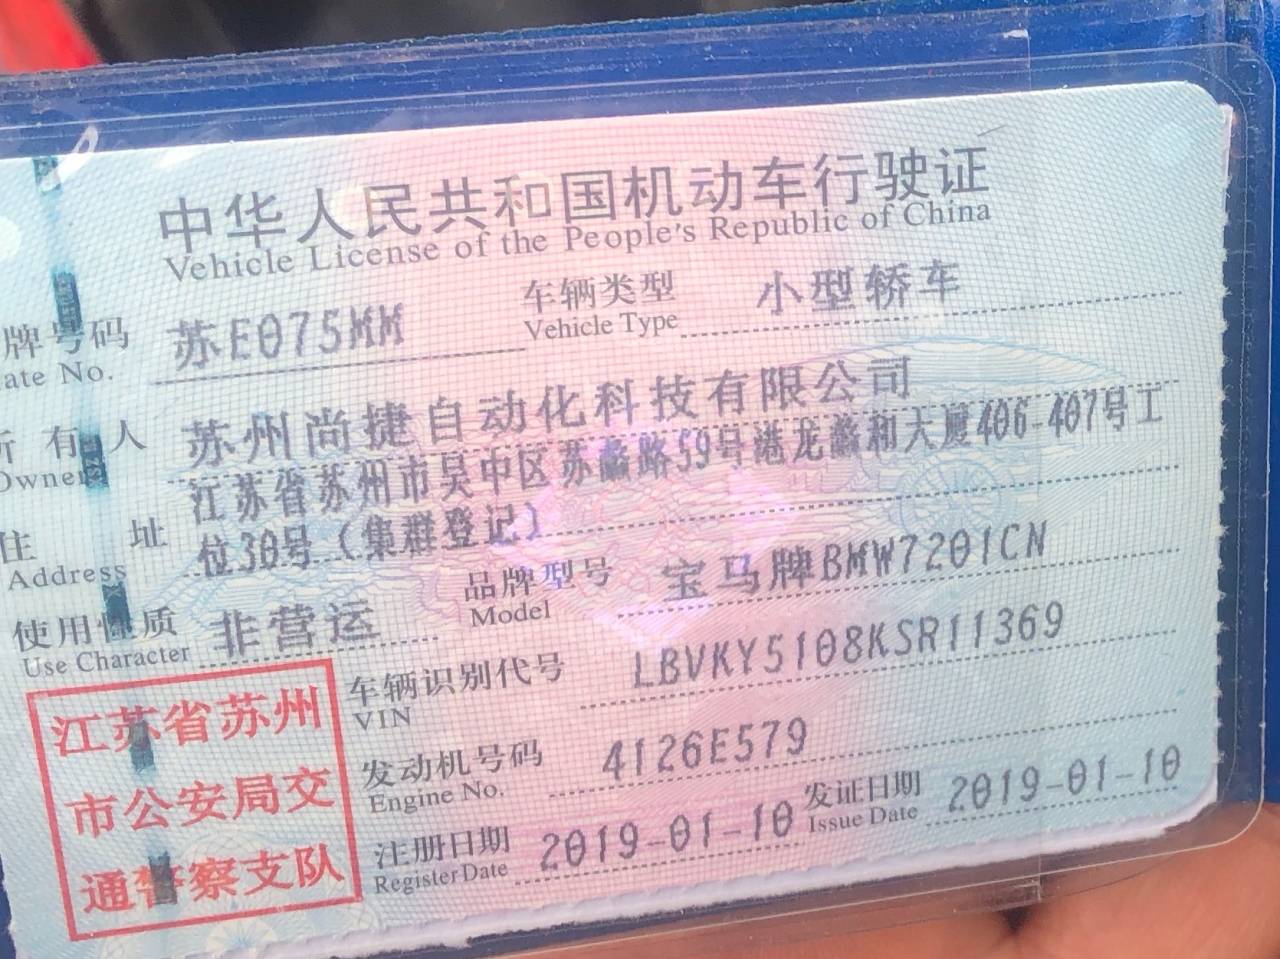 中华人民共和国机动车行驶证
Vehicle License of the People's Republic of China
牌号码 苏E075MM 车辆类型 小型轿车
ate No. Vehicle Type
所有人 苏州尚捷自动化科技有限公司
Owner
住址 江苏省苏州市吴中区苏蠡路59号港龙蠡和大厦406-407号工
位30号（集群登记）
Address
使用性质 非营运 品牌型号 宝马牌BMW7201CN
Use Character Model
车辆识别代号 LBVKY5108KSR11369
VIN
发动机号码 4126E579
Engine No.
注册日期 2019-01-10 发证日期 2019-01-10
Register Date Issue Date
江苏省苏州
市公安局交
通警察支队